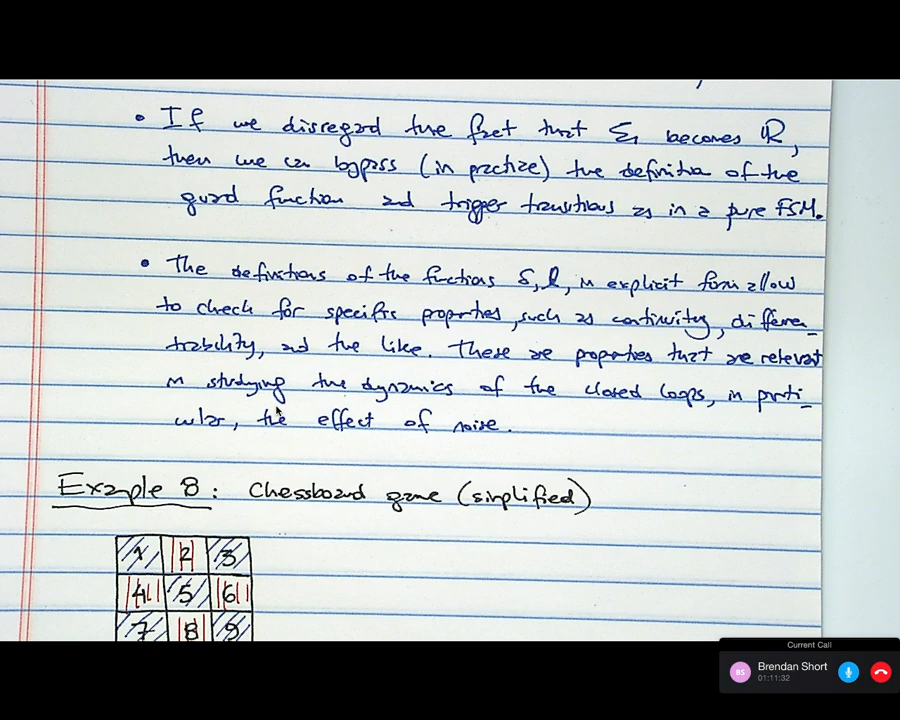 • If we disregard the fact that Σ becomes ℝ,
then we can bypass (in practice) the definition of the
guard function and trigger transitions as in a pure FSM.
• The definitions of the functions δ, l, in explicit form allow
to check for specific properties, such as continuity, differen-
tiability, and the like. These are properties that are relevant
in studying the dynamics of the closed loops, in parti-
cular, the effect of noise.
Example 8: Chessboard game (simplified)
1 2 3
4 5 6
7 8 9
Current Call
BS
Brendan Short
01:11:32